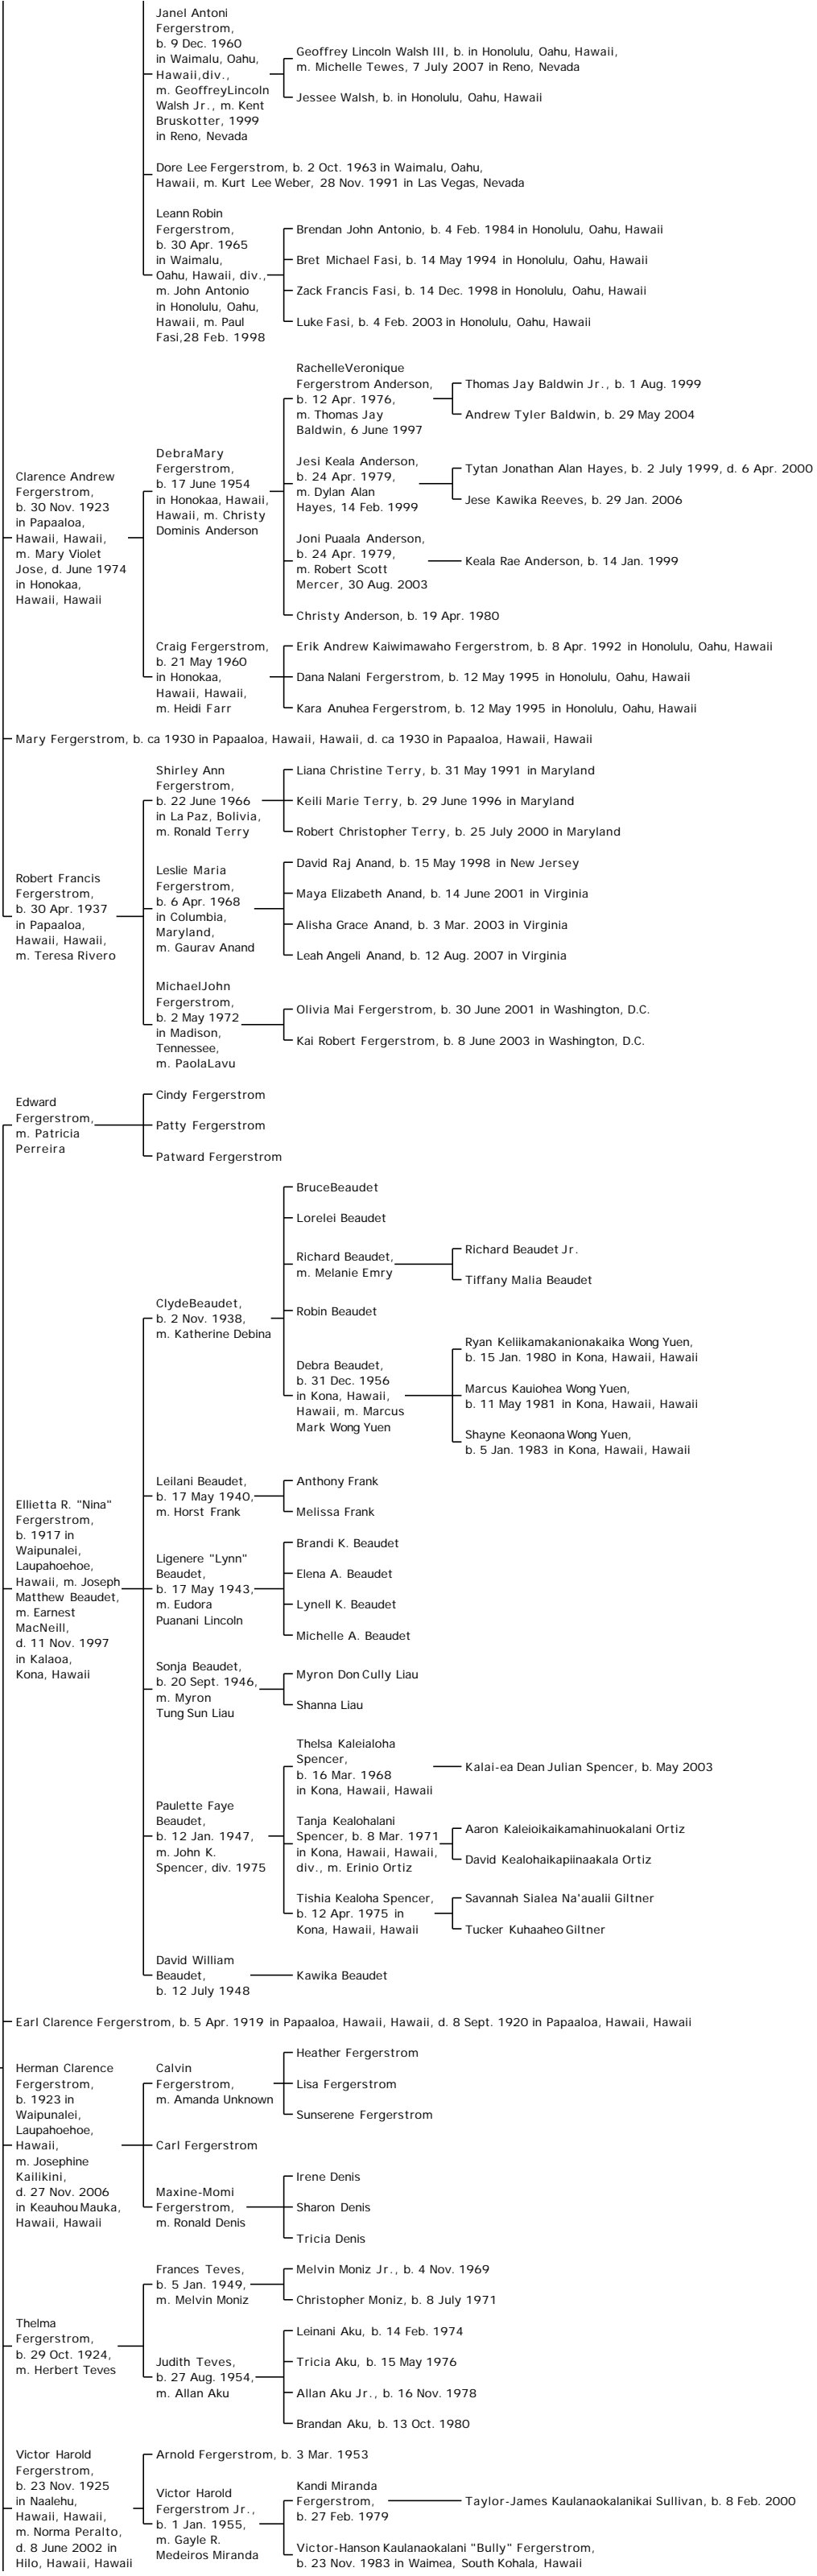 Janel Antoni
Fergerstrom,
b. 9 Dec. 1960
in Waimalu, Oahu,
Hawaii,div.,
m. GeoffreyLincoln
Walsh Jr., m. Kent
Bruskotter, 1999
in Reno, Nevada
Geoffrey Lincoln Walsh III, b. in Honolulu, Oahu, Hawaii,
m. Michelle Tewes, 7 July 2007 in Reno, Nevada
Jessee Walsh, b. in Honolulu, Oahu, Hawaii
Dore Lee Fergerstrom, b. 2 Oct. 1963 in Waimalu, Oahu,
Hawaii, m. Kurt Lee Weber, 28 Nov. 1991 in Las Vegas, Nevada
Leann Robin
Fergerstrom,
b. 30 Apr. 1965
in Waimalu,
Oahu, Hawaii, div.,
m. John Antonio
in Honolulu, Oahu,
Hawaii, m. Paul
Fasi,28 Feb. 1998
Brendan John Antonio, b. 4 Feb. 1984 in Honolulu, Oahu, Hawaii
Bret Michael Fasi, b. 14 May 1994 in Honolulu, Oahu, Hawaii
Zack Francis Fasi, b. 14 Dec. 1998 in Honolulu, Oahu, Hawaii
Luke Fasi, b. 4 Feb. 2003 in Honolulu, Oahu, Hawaii
Clarence Andrew
Fergerstrom,
b. 30 Nov. 1923
in Papaaloa,
Hawaii, Hawaii,
m. Mary Violet
Jose, d. June 1974
in Honokaa,
Hawaii, Hawaii
DebraMary
Fergerstrom,
b. 17 June 1954
in Honokaa, Hawaii,
Hawaii, m. Christy
Dominis Anderson
RachelleVeronique
Fergerstrom Anderson,
b. 12 Apr. 1976,
m. Thomas Jay
Baldwin, 6 June 1997
Thomas Jay Baldwin Jr., b. 1 Aug. 1999
Andrew Tyler Baldwin, b. 29 May 2004
Jesi Keala Anderson,
b. 24 Apr. 1979,
m. Dylan Alan
Hayes, 14 Feb. 1999
Tytan Jonathan Alan Hayes, b. 2 July 1999, d. 6 Apr. 2000
Jese Kawika Reeves, b. 29 Jan. 2006
Joni Puaala Anderson,
b. 24 Apr. 1979,
m. Robert Scott
Mercer, 30 Aug. 2003
Keala Rae Anderson, b. 14 Jan. 1999
Christy Anderson, b. 19 Apr. 1980
Craig Fergerstrom,
b. 21 May 1960
in Honokaa,
Hawaii, Hawaii,
m. Heidi Farr
Erik Andrew Kaiwimawaho Fergerstrom, b. 8 Apr. 1992 in Honolulu, Oahu, Hawaii
Dana Nalani Fergerstrom, b. 12 May 1995 in Honolulu, Oahu, Hawaii
Kara Anuhea Fergerstrom, b. 12 May 1995 in Honolulu, Oahu, Hawaii
Mary Fergerstrom, b. ca 1930 in Papaaloa, Hawaii, Hawaii, d. ca 1930 in Papaaloa, Hawaii, Hawaii
Robert Francis
Fergerstrom,
b. 30 Apr. 1937
in Papaaloa,
Hawaii, Hawaii,
m. Teresa Rivero
Shirley Ann
Fergerstrom,
b. 22 June 1966
in La Paz, Bolivia,
m. Ronald Terry
Liana Christine Terry, b. 31 May 1991 in Maryland
Keili Marie Terry, b. 29 June 1996 in Maryland
Robert Christopher Terry, b. 25 July 2000 in Maryland
Leslie Maria
Fergerstrom,
b. 6 Apr. 1968
in Columbia,
Maryland,
m. Gaurav Anand
David Raj Anand, b. 15 May 1998 in New Jersey
Maya Elizabeth Anand, b. 14 June 2001 in Virginia
Alisha Grace Anand, b. 3 Mar. 2003 in Virginia
Leah Angeli Anand, b. 12 Aug. 2007 in Virginia
MichaelJohn
Fergerstrom,
b. 2 May 1972
in Madison,
Tennessee,
m. PaolaLavu
Olivia Mai Fergerstrom, b. 30 June 2001 in Washington, D.C.
Kai Robert Fergerstrom, b. 8 June 2003 in Washington, D.C.
Edward
Fergerstrom,
m. Patricia
Perreira
Cindy Fergerstrom
Patty Fergerstrom
Patward Fergerstrom
Ellietta R. "Nina"
Fergerstrom,
b. 1917 in
Waipunalei,
Laupahoehoe,
Hawaii, m. Joseph
Matthew Beaudet,
m. Earnest
MacNeill,
d. 11 Nov. 1997
in Kalaoa,
Kona, Hawaii
ClydeBeaudet,
b. 2 Nov. 1938,
m. Katherine Debina
BruceBeaudet
Lorelei Beaudet
Richard Beaudet,
m. Melanie Emry
Richard Beaudet Jr.
Tiffany Malia Beaudet
Robin Beaudet
Debra Beaudet,
b. 31 Dec. 1956
in Kona, Hawaii,
Hawaii, m. Marcus
Mark Wong Yuen
Ryan Keliikamakanionakaika Wong Yuen,
b. 15 Jan. 1980 in Kona, Hawaii, Hawaii
Marcus Kauiohea Wong Yuen,
b. 11 May 1981 in Kona, Hawaii, Hawaii
Shayne Keonaona Wong Yuen,
b. 5 Jan. 1983 in Kona, Hawaii, Hawaii
Leilani Beaudet,
b. 17 May 1940,
m. Horst Frank
Anthony Frank
Melissa Frank
Ligenere "Lynn"
Beaudet,
b. 17 May 1943,
m. Eudora
Puanani Lincoln
Brandi K. Beaudet
Elena A. Beaudet
Lynell K. Beaudet
Michelle A. Beaudet
Sonja Beaudet,
b. 20 Sept. 1946,
m. Myron
Tung Sun Liau
Myron Don Cully Liau
Shanna Liau
Paulette Faye
Beaudet,
b. 12 Jan. 1947,
m. John K.
Spencer, div. 1975
Thelsa Kaleialoha
Spencer,
b. 16 Mar. 1968
in Kona, Hawaii, Hawaii
Kalai-ea Dean Julian Spencer, b. May 2003
Tanja Kealohalani
Spencer, b. 8 Mar. 1971
in Kona, Hawaii, Hawaii,
div., m. Erinio Ortiz
Aaron Kaleioikaikamahinuokalani Ortiz
David Kealohaikapiinaakala Ortiz
Tishia Kealoha Spencer,
b. 12 Apr. 1975 in
Kona, Hawaii, Hawaii
Savannah Sialea Na'aualii Giltner
Tucker Kuhaaheo Giltner
David William
Beaudet,
b. 12 July 1948
Kawika Beaudet
Earl Clarence Fergerstrom, b. 5 Apr. 1919 in Papaaloa, Hawaii, Hawaii, d. 8 Sept. 1920 in Papaaloa, Hawaii, Hawaii
Herman Clarence
Fergerstrom,
b. 1923 in
Waipunalei,
Laupahoehoe,
Hawaii,
m. Josephine
Kailikini,
d. 27 Nov. 2006
in Keauhou Mauka,
Hawaii, Hawaii
Calvin
Fergerstrom,
m. Amanda Unknown
Heather Fergerstrom
Lisa Fergerstrom
Sunserene Fergerstrom
Carl Fergerstrom
Maxine-Momi
Fergerstrom,
m. Ronald Denis
Irene Denis
Sharon Denis
Tricia Denis
Thelma
Fergerstrom,
b. 29 Oct. 1924,
m. Herbert Teves
Frances Teves,
b. 5 Jan. 1949,
m. Melvin Moniz
Melvin Moniz Jr., b. 4 Nov. 1969
Christopher Moniz, b. 8 July 1971
Judith Teves,
b. 27 Aug. 1954,
m. Allan Aku
Leinani Aku, b. 14 Feb. 1974
Tricia Aku, b. 15 May 1976
Allan Aku Jr., b. 16 Nov. 1978
Brandan Aku, b. 13 Oct. 1980
Victor Harold
Fergerstrom,
b. 23 Nov. 1925
in Naalehu,
Hawaii, Hawaii,
m. Norma Peralto,
d. 8 June 2002 in
Hilo, Hawaii, Hawaii
Arnold Fergerstrom, b. 3 Mar. 1953
Victor Harold
Fergerstrom Jr.,
b. 1 Jan. 1955,
m. Gayle R.
Medeiros Miranda
Kandi Miranda
Fergerstrom,
b. 27 Feb. 1979
Taylor-James Kaulanaokalanikai Sullivan, b. 8 Feb. 2000
Victor-Hanson Kaulanaokalani "Bully" Fergerstrom,
b. 23 Nov. 1983 in Waimea, South Kohala, Hawaii